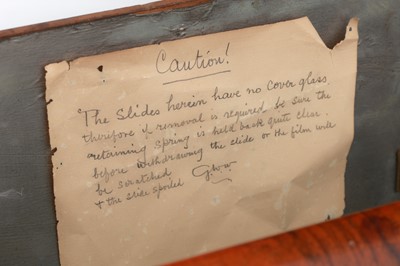 Caution!
The Slides herein have no cover glass
therefore if removal is required be sure the
retaining spring is held back quite clear
before withdrawing the slide or the film will
be scratched
& the slide spoiled